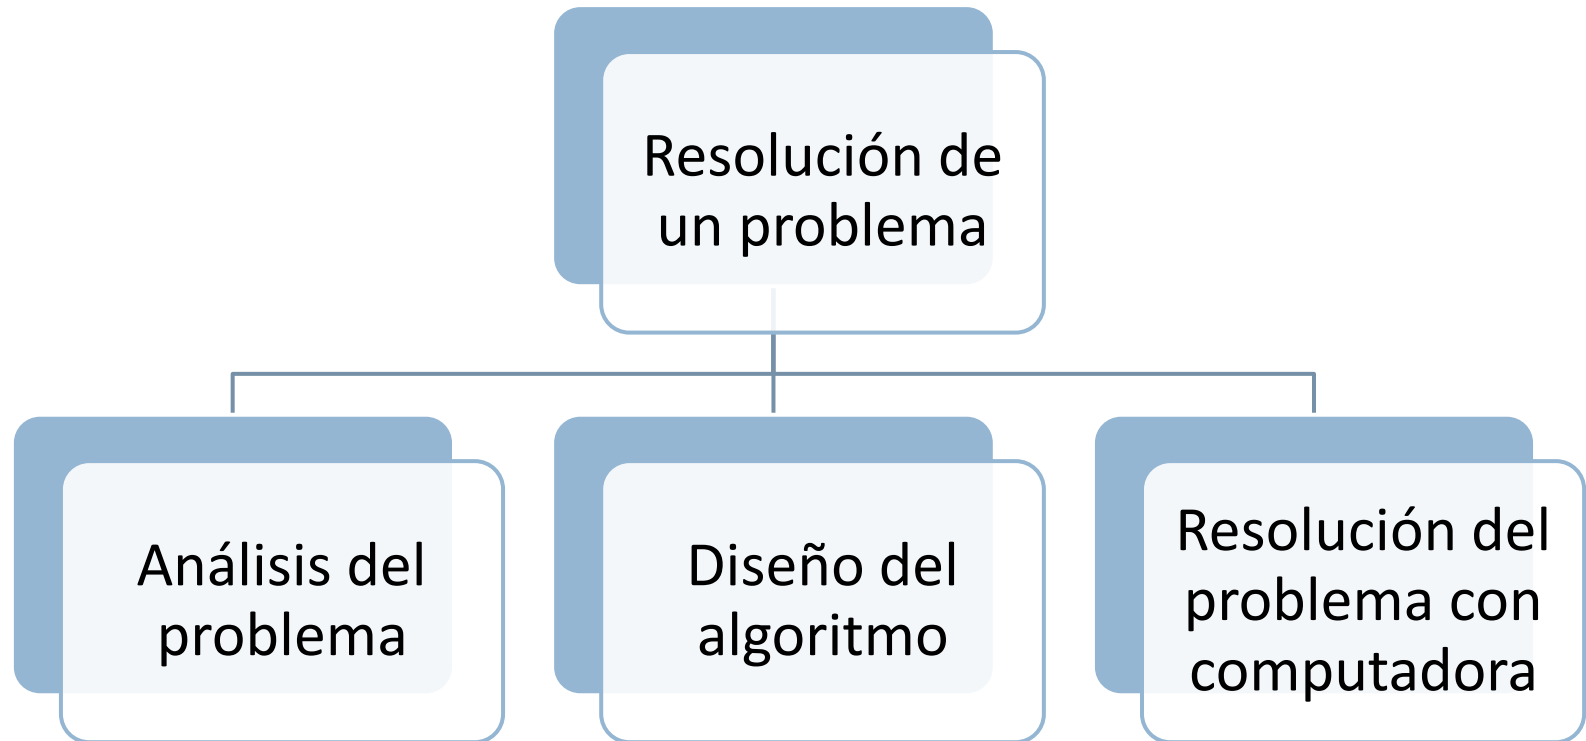 Resolución de
un problema
Análisis del
problema
Diseño del
algoritmo
Resolución del
problema con
computadora